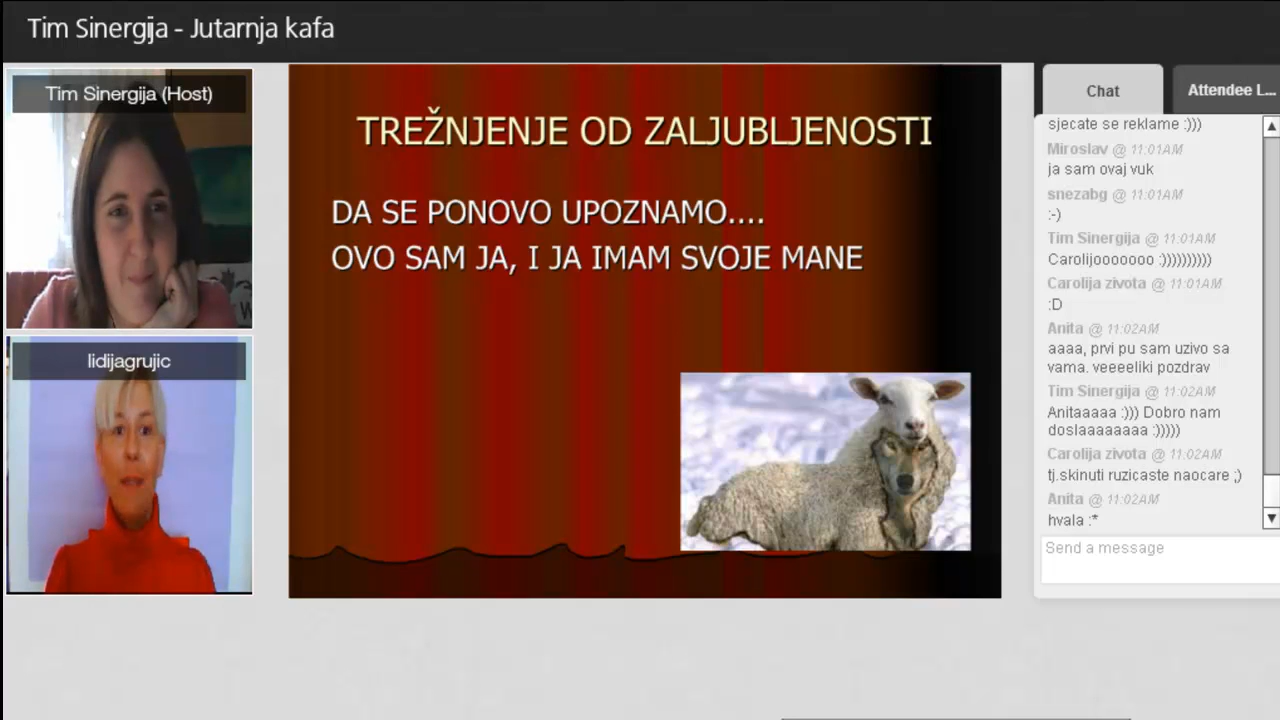 Tim Sinergija - Jutarnja kafa
Tim Sinergija (Host)
lidijagrujic
TREŽNJENJE OD ZALJUBLJENOSTI
DA SE PONOVO UPOZNAMO....
OVO SAM JA, I JA IMAM SVOJE MANE
Chat
Attendee L...
sjecate se reklame :)))
Miroslav @ 11:01AM
ja sam ovaj vuk
snezabg @ 11:01AM
:-)
Tim Sinergija @ 11:01AM
Carolijooooooo :))))))))))
Carolija zivota @ 11:01AM
:D
Anita @ 11:02AM
aaaa, prvi pu sam uzivo sa
vama. veeeeliki pozdrav
Tim Sinergija @ 11:02AM
Anitaaaaa :))) Dobro nam
doslaaaaaaaa :)))))
Carolija zivota @ 11:02AM
tj.skinuti ruzicaste naocare ;)
Anita @ 11:02AM
hvala :*
Send a message